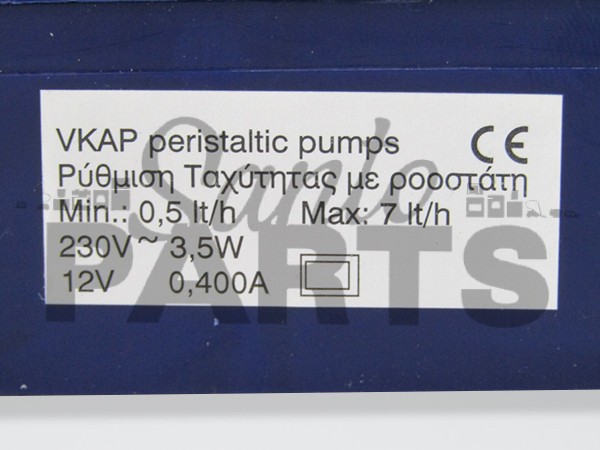 VKAP peristaltic pumps CE
Ρύθμιση Ταχύτητας με ροοστάτη
Min.: 0,5 lt/h Max: 7 lt/h
230V~ 3,5W
12V 0,400A
Santo
PARTS